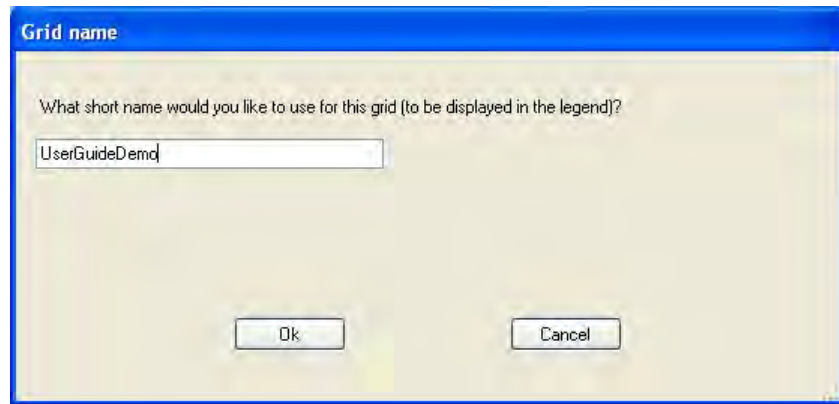 Grid name
What short name would you like to use for this grid (to be displayed in the legend)?
UserGuideDemo
Ok
Cancel